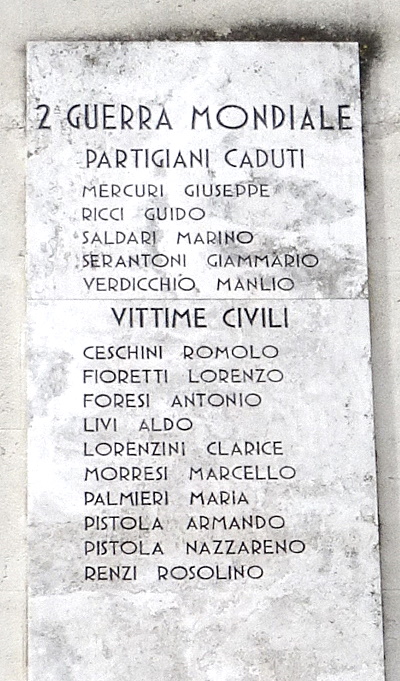 2ª GUERRA MONDIALE
PARTIGIANI CADUTI
MERCURI GIUSEPPE
RICCI GUIDO
SALDARI MARINO
SERANTONI GIAMMARIO
VERDICCHIO MANLIO
VITTIME CIVILI
CESCHINI ROMOLO
FIORETTI LORENZO
FORESI ANTONIO
LIVI ALDO
LORENZINI CLARICE
MORRESI MARCELLO
PALMIERI MARIA
PISTOLA ARMANDO
PISTOLA NAZZARENO
RENZI ROSOLINO